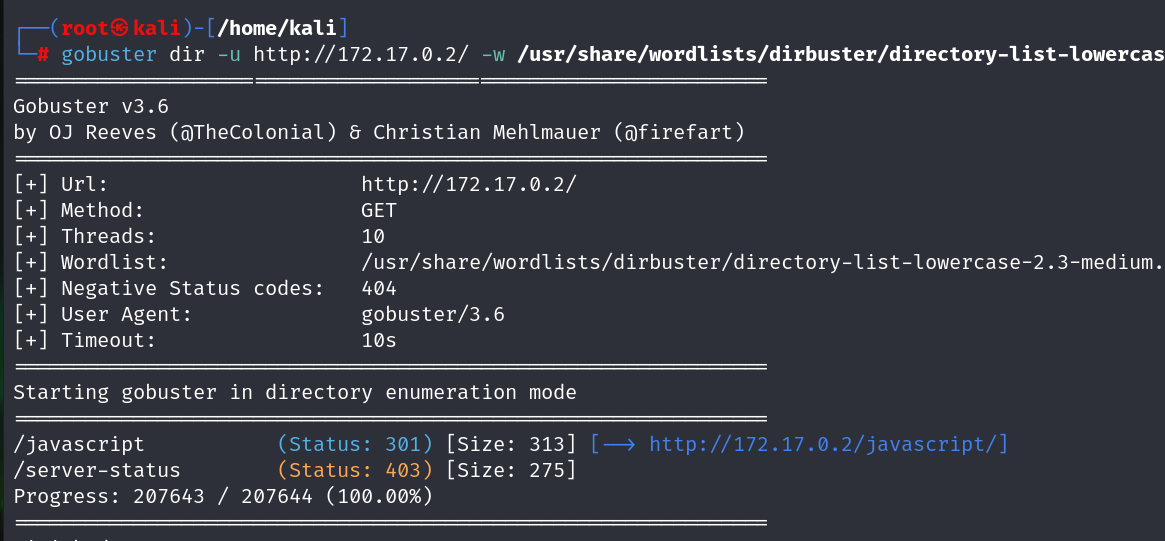 ┌──(root㉿kali)-[/home/kali]
└─# gobuster dir -u http://172.17.0.2/ -w /usr/share/wordlists/dirbuster/directory-list-lowercas
===============================================================
Gobuster v3.6
by OJ Reeves (@TheColonial) & Christian Mehlmauer (@firefart)
===============================================================
[+] Url:                     http://172.17.0.2/
[+] Method:                  GET
[+] Threads:                 10
[+] Wordlist:                /usr/share/wordlists/dirbuster/directory-list-lowercase-2.3-medium.
[+] Negative Status codes:   404
[+] User Agent:              gobuster/3.6
[+] Timeout:                 10s
===============================================================
Starting gobuster in directory enumeration mode
===============================================================
/javascript           (Status: 301) [Size: 313] [--> http://172.17.0.2/javascript/]
/server-status        (Status: 403) [Size: 275]
Progress: 207643 / 207644 (100.00%)
===============================================================